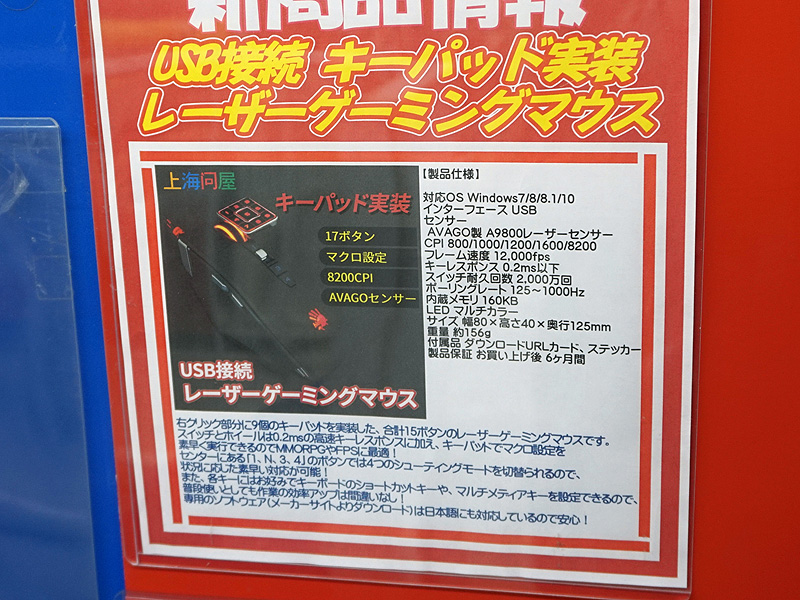 新商品情報
USB接続 キーパッド実装
レーザーゲーミングマウス
上海问屋
キーパッド実装
17ボタン
マクロ設定
8200CPI
AVAGOセンサー
USB接続
レーザーゲーミングマウス
【製品仕様】
対応OS Windows7/8/8.1/10
インターフェース USB
センサー
AVAGO製 A9800レーザーセンサー
CPI 800/1000/1200/1600/8200
フレーム速度 12,000fps
キーレスポンス 0.2ms以下
スイッチ耐久回数 2,000万回
ポーリングレート 125～1000Hz
内蔵メモリ 160KB
LED マルチカラー
サイズ 幅80×高さ40×奥行125mm
重量 約156g
付属品 ダウンロードURLカード、ステッカー
製品保証 お買い上げ後 6ヶ月間
右クリック部分に9個のキーパッドを実装した、合計15ボタンのレーザーゲーミングマウスです。
スイッチとホイールは0.2msの高速キーレスポンスに加え、キーパッドでマクロ設定を
素早く実行できるのでMMORPGやFPSに最適！
センターにある「1、N、3、4」のボタンでは4つのシューティングモードを切替られるので、
状況に応じた素早い対応が可能！
また、各キーにはお好みでキーボードのショートカットキーや、マルチメディアキーを設定できるので、
普段使いとしても作業の効率アップは間違いなし！
専用のソフトウェア（メーカーサイトよりダウンロード）は日本語にも対応しているので安心！